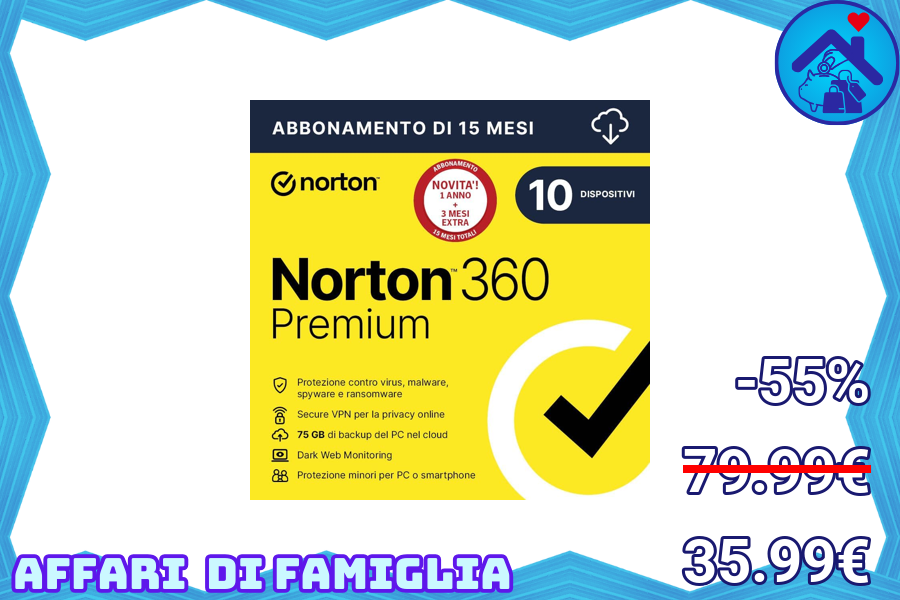 ABBONAMENTO DI 15 MESI
norton
ABBONAMENTO
NOVITA'!
1 ANNO
+
3 MESI
EXTRA
15 MESI TOTALI
10 DISPOSITIVI
Norton™ 360
Premium
Protezione contro virus, malware,
spyware e ransomware
Secure VPN per la privacy online
75 GB di backup del PC nel cloud
Dark Web Monitoring
Protezione minori per PC o smartphone
-55%
79.99€
35.99€
AFFARI DI FAMIGLIA